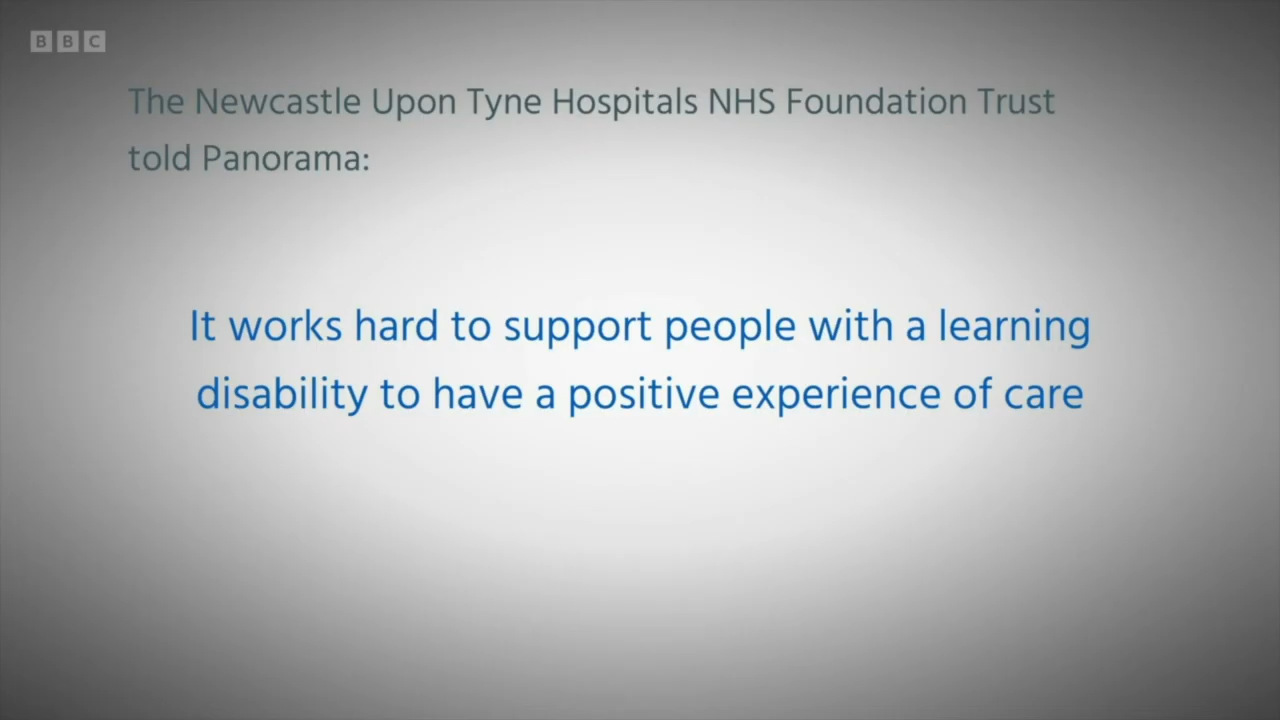 BBC
The Newcastle Upon Tyne Hospitals NHS Foundation Trust
told Panorama:
It works hard to support people with a learning
disability to have a positive experience of care